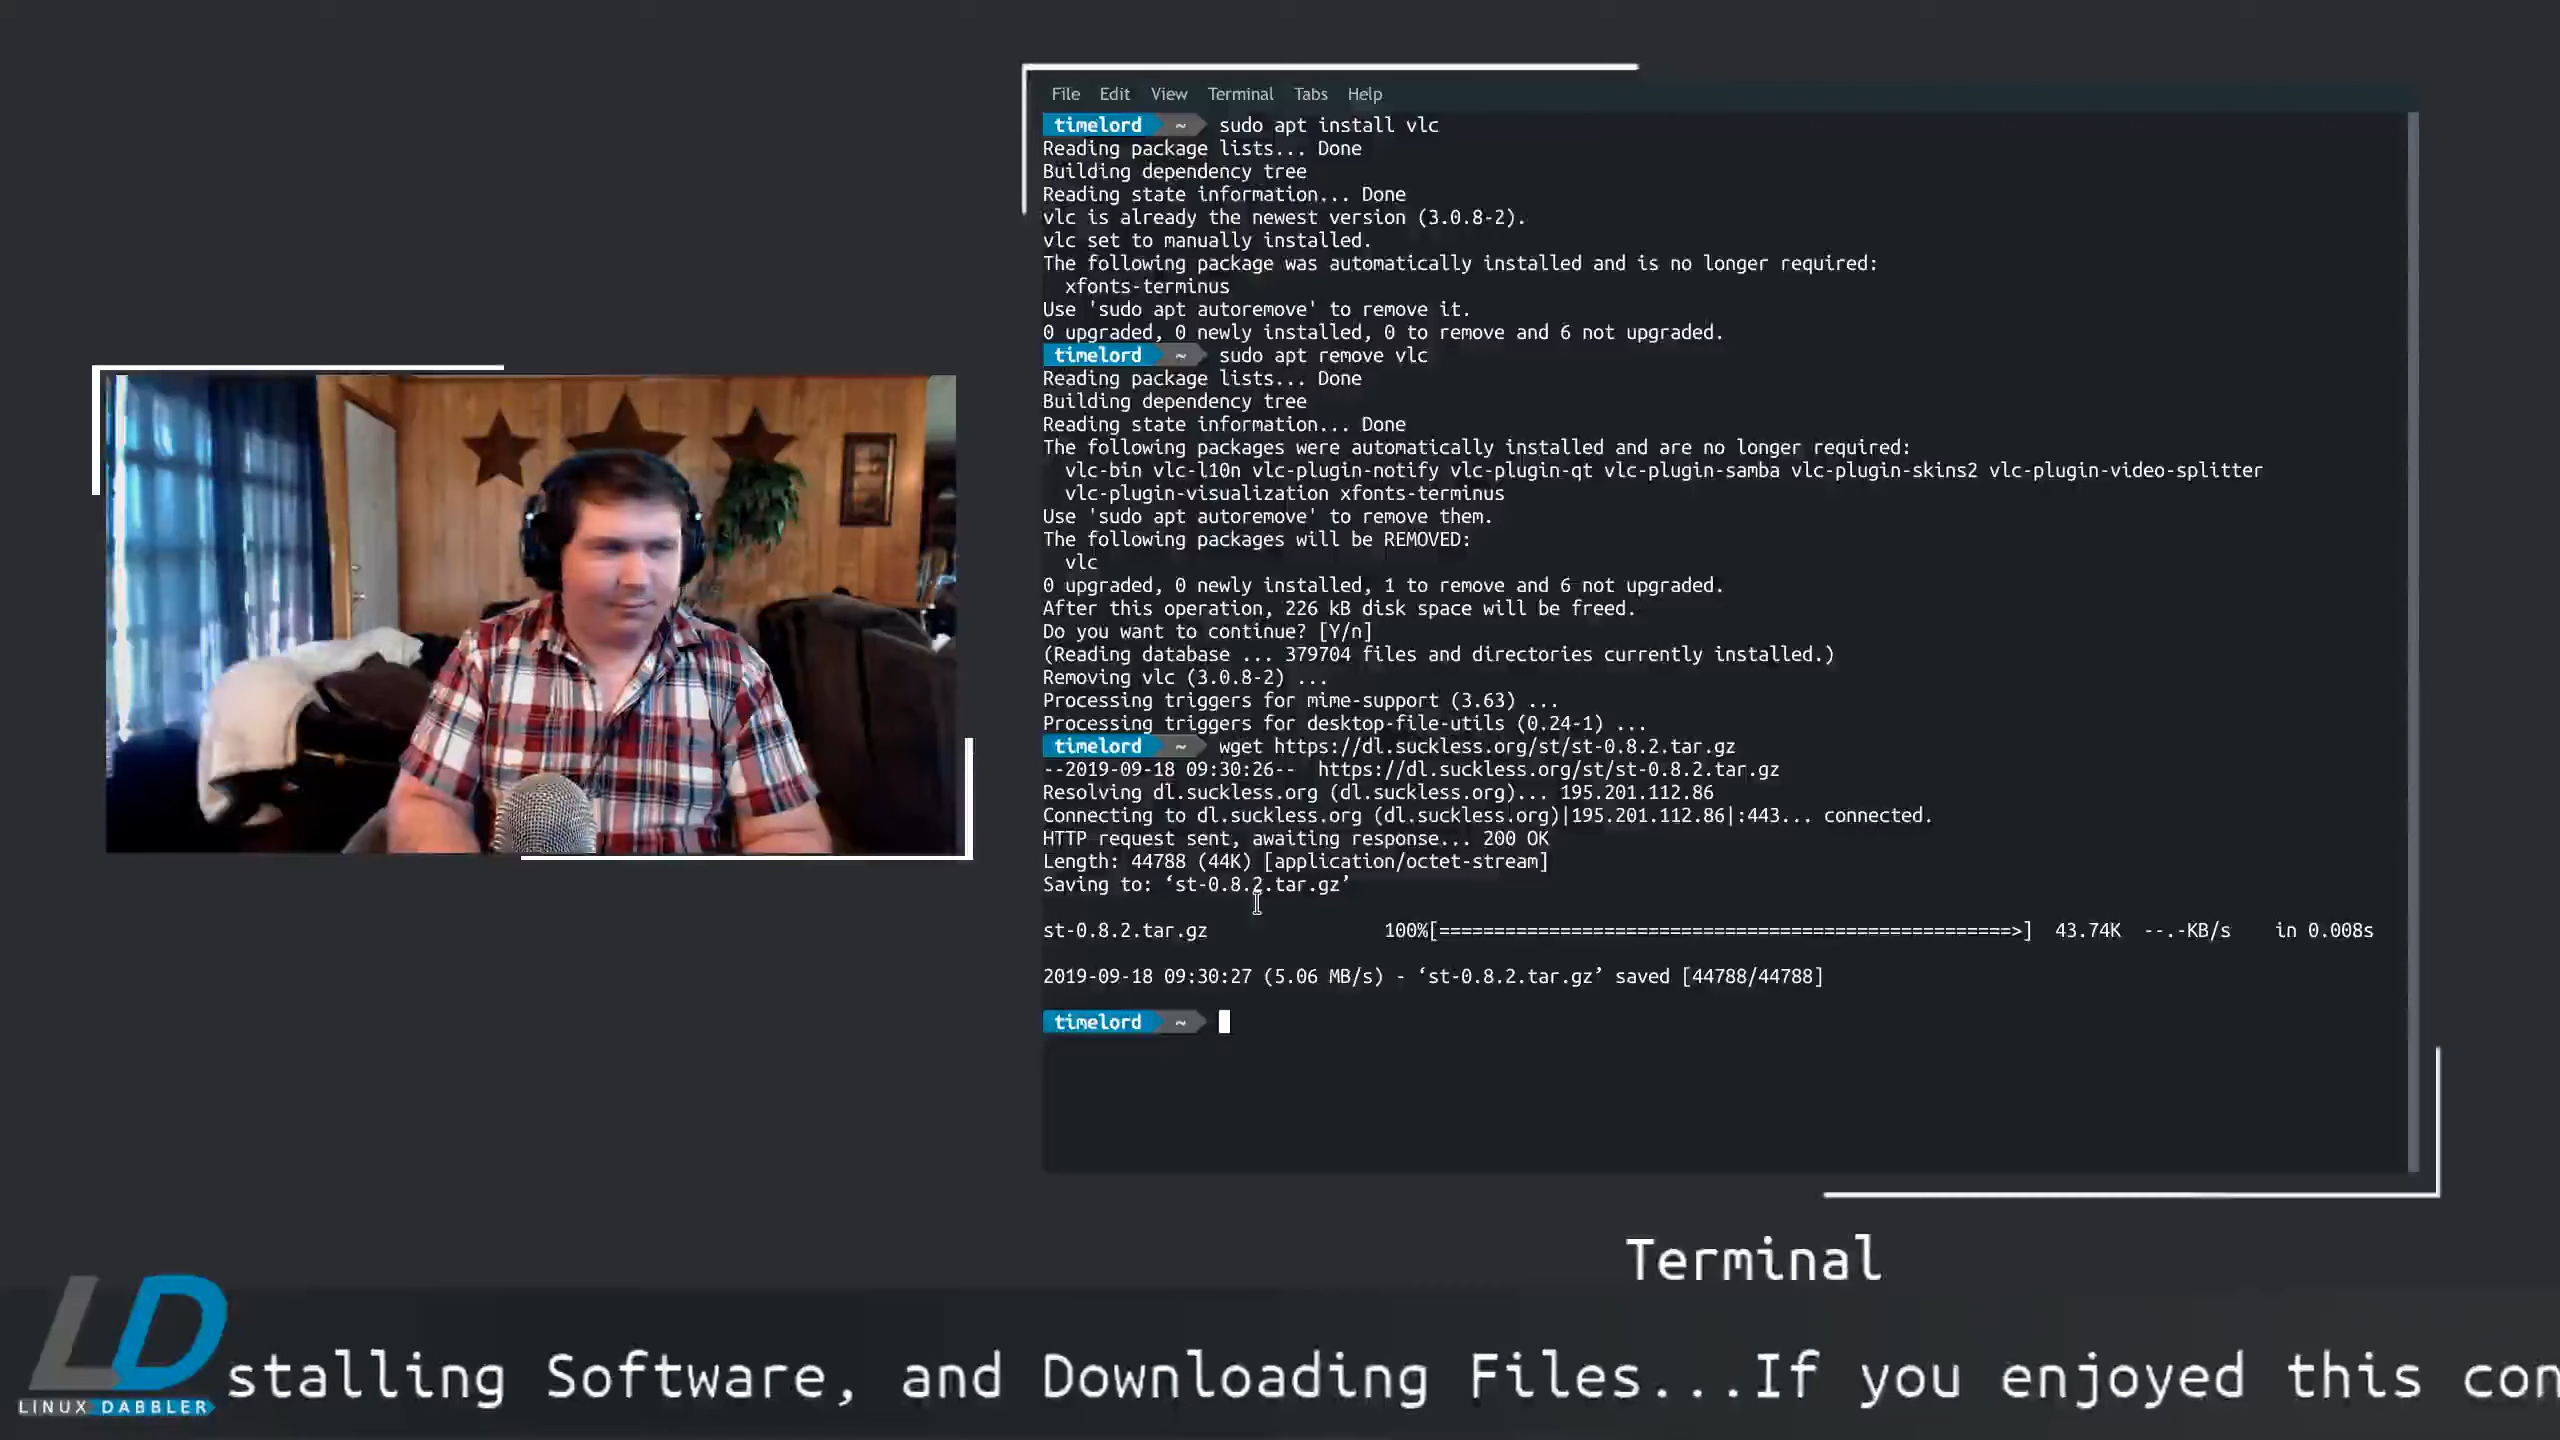 File Edit View Terminal Tabs Help
timelord ~ sudo apt install vlc
Reading package lists... Done
Building dependency tree
Reading state information... Done
vlc is already the newest version (3.0.8-2).
vlc set to manually installed.
The following package was automatically installed and is no longer required:
  xfonts-terminus
Use 'sudo apt autoremove' to remove it.
0 upgraded, 0 newly installed, 0 to remove and 6 not upgraded.
timelord ~ sudo apt remove vlc
Reading package lists... Done
Building dependency tree
Reading state information... Done
The following packages were automatically installed and are no longer required:
  vlc-bin vlc-l10n vlc-plugin-notify vlc-plugin-qt vlc-plugin-samba vlc-plugin-skins2 vlc-plugin-video-splitter
  vlc-plugin-visualization xfonts-terminus
Use 'sudo apt autoremove' to remove them.
The following packages will be REMOVED:
  vlc
0 upgraded, 0 newly installed, 1 to remove and 6 not upgraded.
After this operation, 226 kB disk space will be freed.
Do you want to continue? [Y/n]
(Reading database ... 379704 files and directories currently installed.)
Removing vlc (3.0.8-2) ...
Processing triggers for mime-support (3.63) ...
Processing triggers for desktop-file-utils (0.24-1) ...
timelord ~ wget https://dl.suckless.org/st/st-0.8.2.tar.gz
--2019-09-18 09:30:26--  https://dl.suckless.org/st/st-0.8.2.tar.gz
Resolving dl.suckless.org (dl.suckless.org)... 195.201.112.86
Connecting to dl.suckless.org (dl.suckless.org)|195.201.112.86|:443... connected.
HTTP request sent, awaiting response... 200 OK
Length: 44788 (44K) [application/octet-stream]
Saving to: ‘st-0.8.2.tar.gz’
st-0.8.2.tar.gz 100%[====================================================>] 43.74K --.-KB/s in 0.008s
2019-09-18 09:30:27 (5.06 MB/s) - ‘st-0.8.2.tar.gz’ saved [44788/44788]
timelord ~
Terminal
LD
LINUX DABBLER
stalling Software, and Downloading Files...If you enjoyed this con